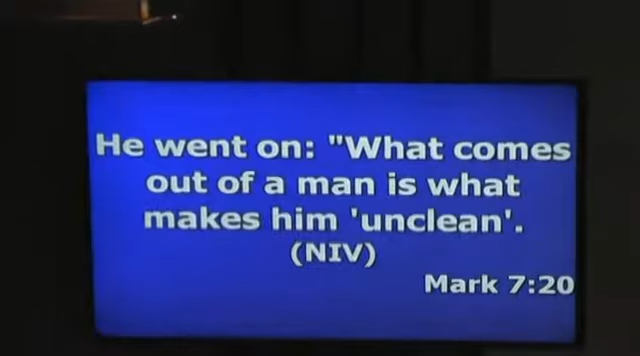 He went on: "What comes
out of a man is what
makes him 'unclean'.
(NIV)
Mark 7:20